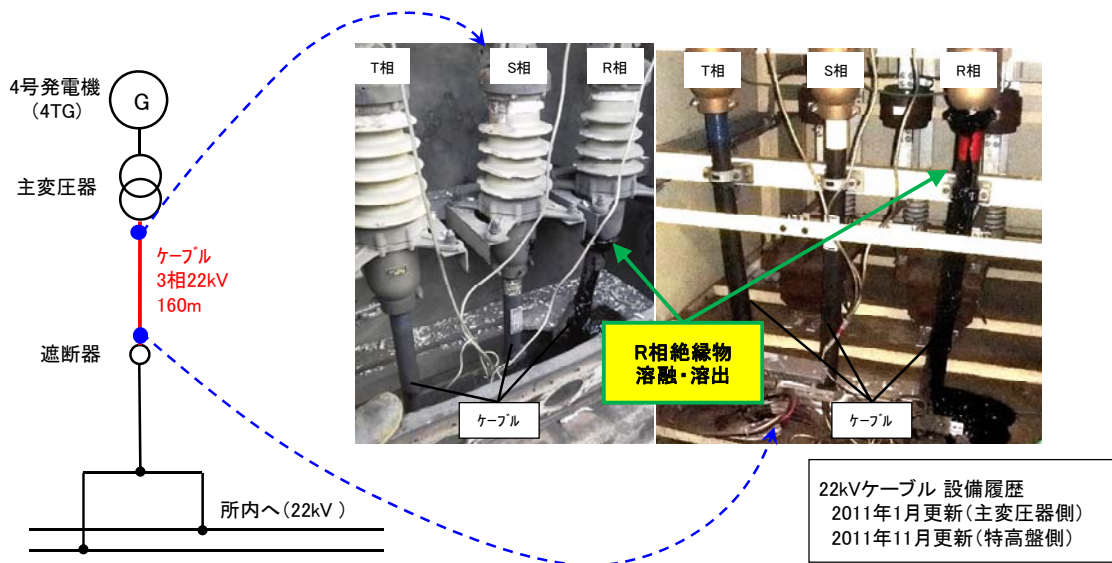 4号発電機
(4TG)
G
主変圧器
ｹｰﾌﾞﾙ
3相22kV
160m
遮断器
所内へ(22kV )
T相
S相
R相
T相
S相
R相
R相絶縁物
溶融・溶出
ｹｰﾌﾞﾙ
ｹｰﾌﾞﾙ
22kVケーブル 設備履歴
2011年1月更新(主変圧器側)
2011年11月更新(特高盤側)